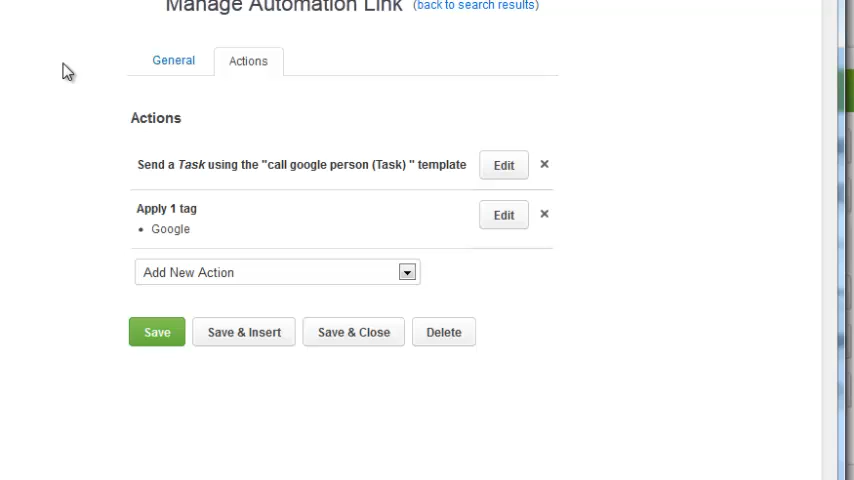 Manage Automation Link (back to search results)
General
Actions
Actions
Send a Task using the "call google person (Task) " template
Edit
×
Apply 1 tag
Edit
×
• Google
Add New Action
Save
Save & Insert
Save & Close
Delete